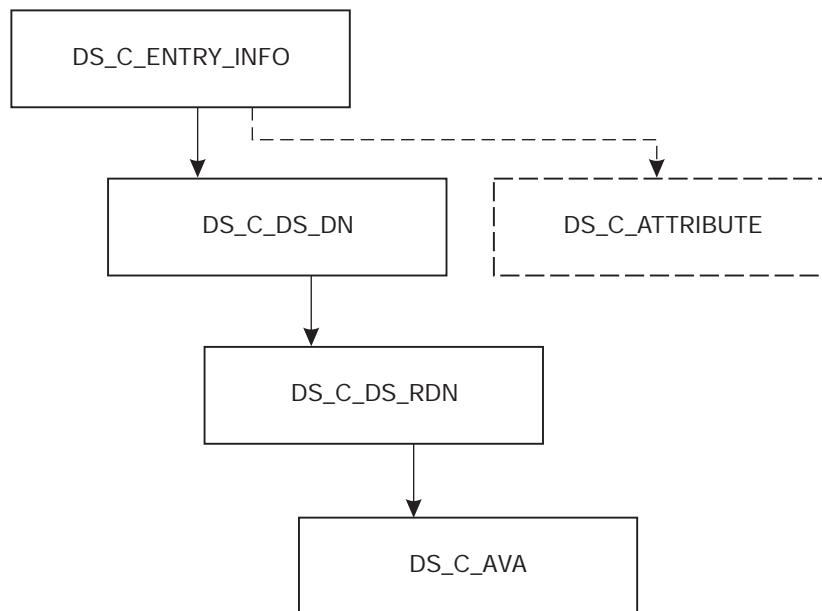 DS_C_ENTRY_INFO
DS_C_DS_DN
DS_C_ATTRIBUTE
DS_C_DS_RDN
DS_C_AVA